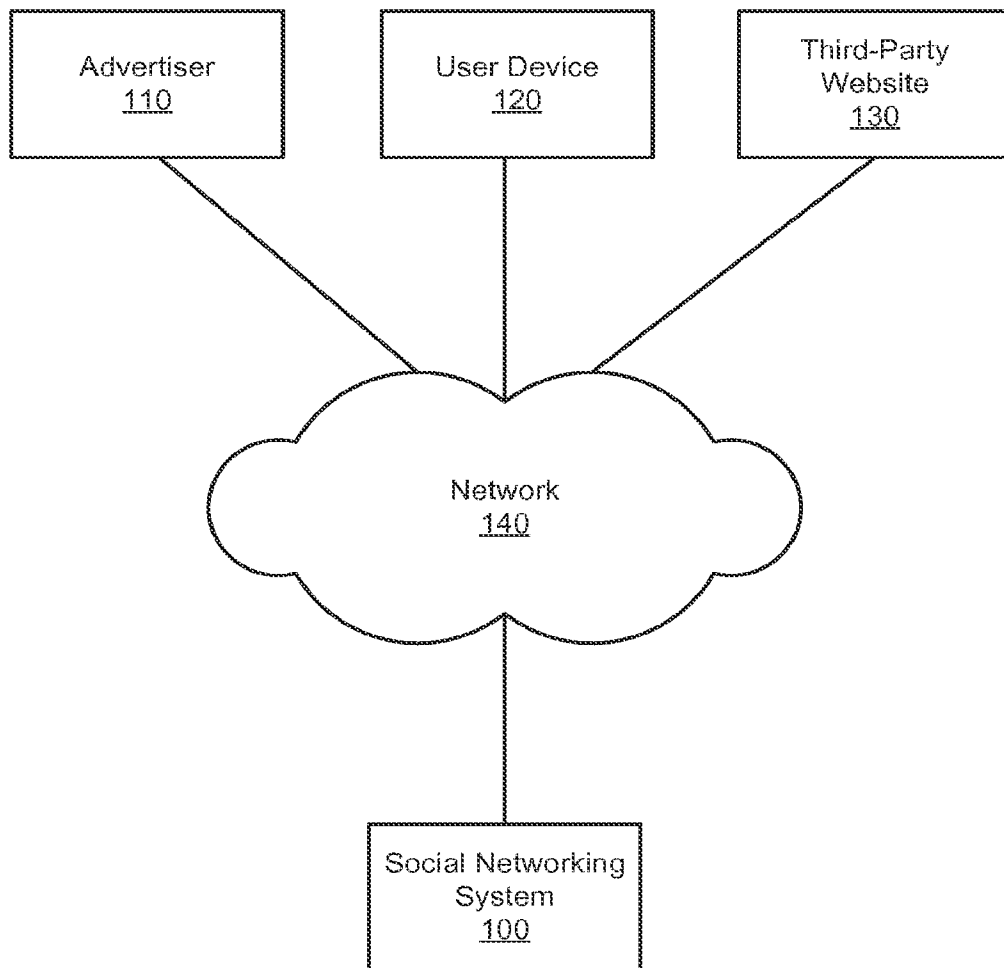 Advertiser
110
User Device
120
Third-Party
Website
130
Network
140
Social Networking
System
100